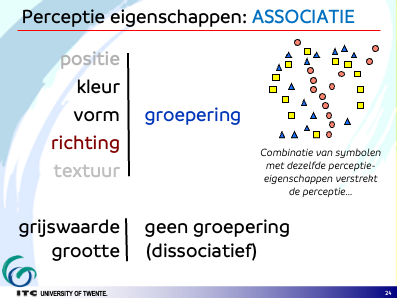 Perceptie eigenschappen: ASSOCIATIE
positie
kleur
vorm
groepering
richting
textuur
Combinatie van symbolen
met dezelfde perceptie-
eigenschappen verstrekt
de perceptie...
grijswaarde geen groepering
grootte (dissociatief)
ITC UNIVERSITY OF TWENTE.
24